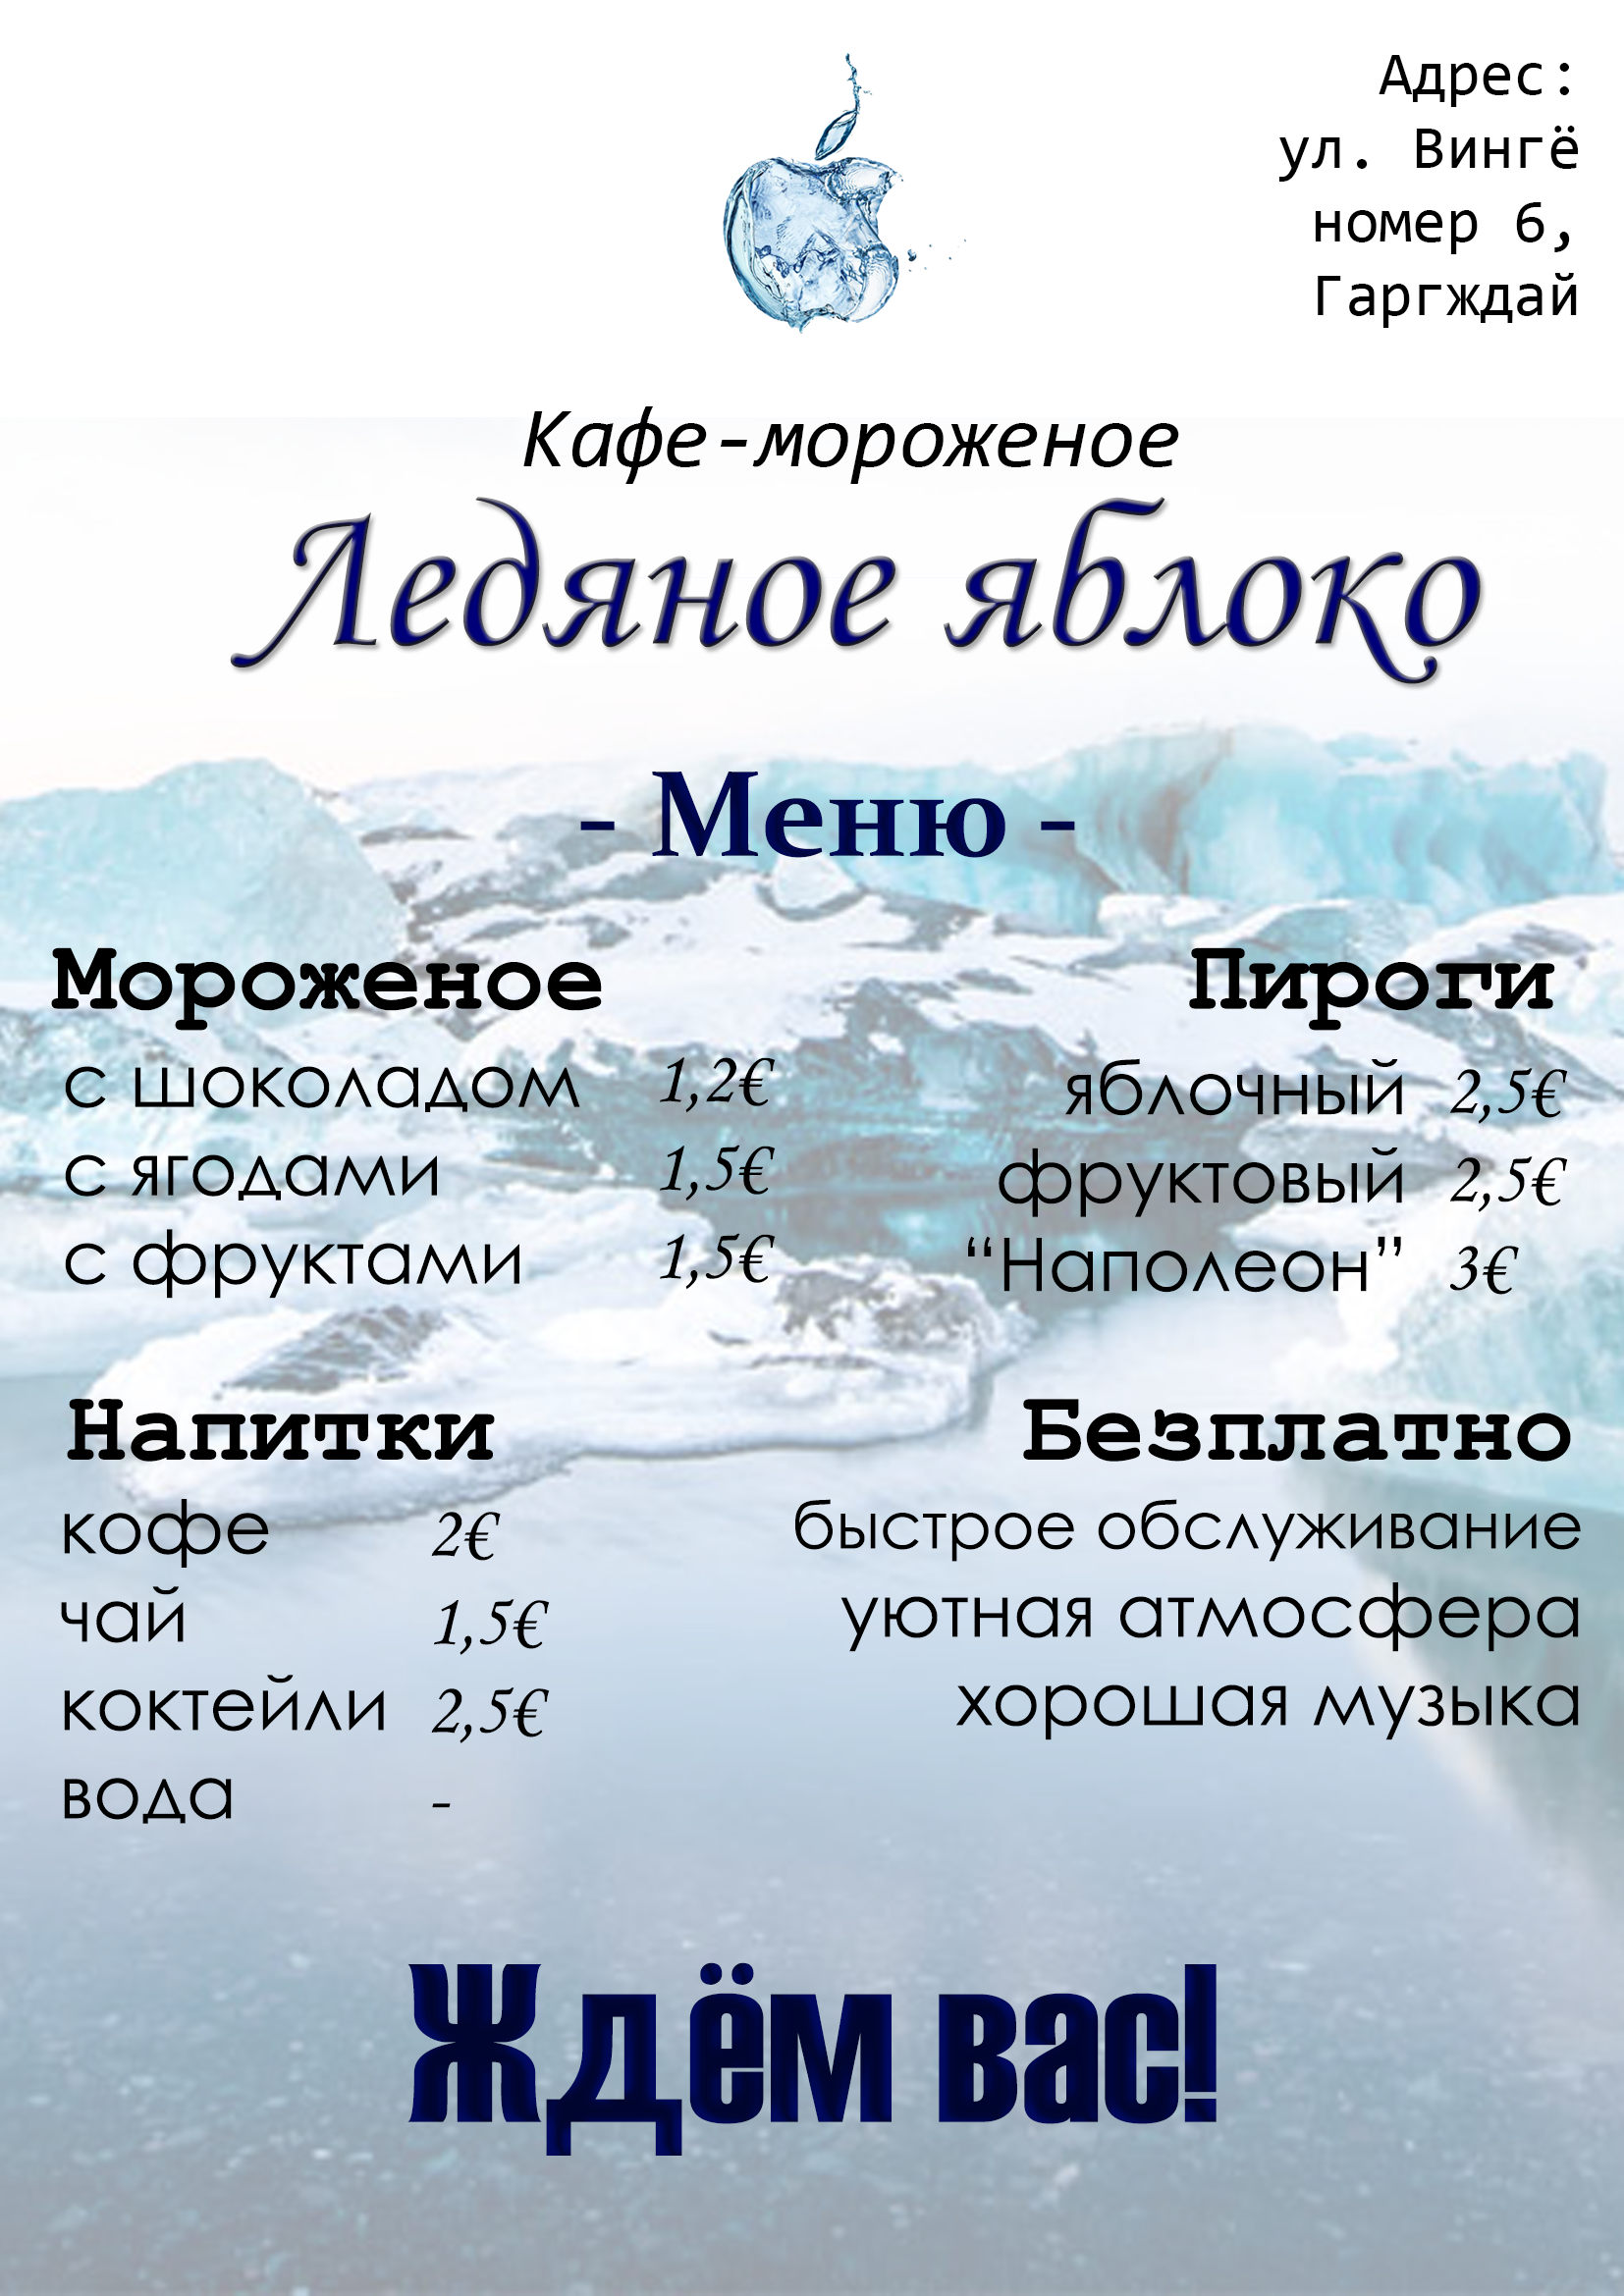 Адрес:
ул. Вингё
номер 6,
Гаргждай
Кафе-мороженое
Ледяное яблоко
- Меню -
Мороженое
с шоколадом 1,2€
с ягодами 1,5€
с фруктами 1,5€
Пироги
яблочный 2,5€
фруктовый 2,5€
“Наполеон” 3€
Напитки
кофе 2€
чай 1,5€
коктейли 2,5€
вода -
Безплатно
быстрое обслуживание
уютная атмосфера
хорошая музыка
Ждём вас!